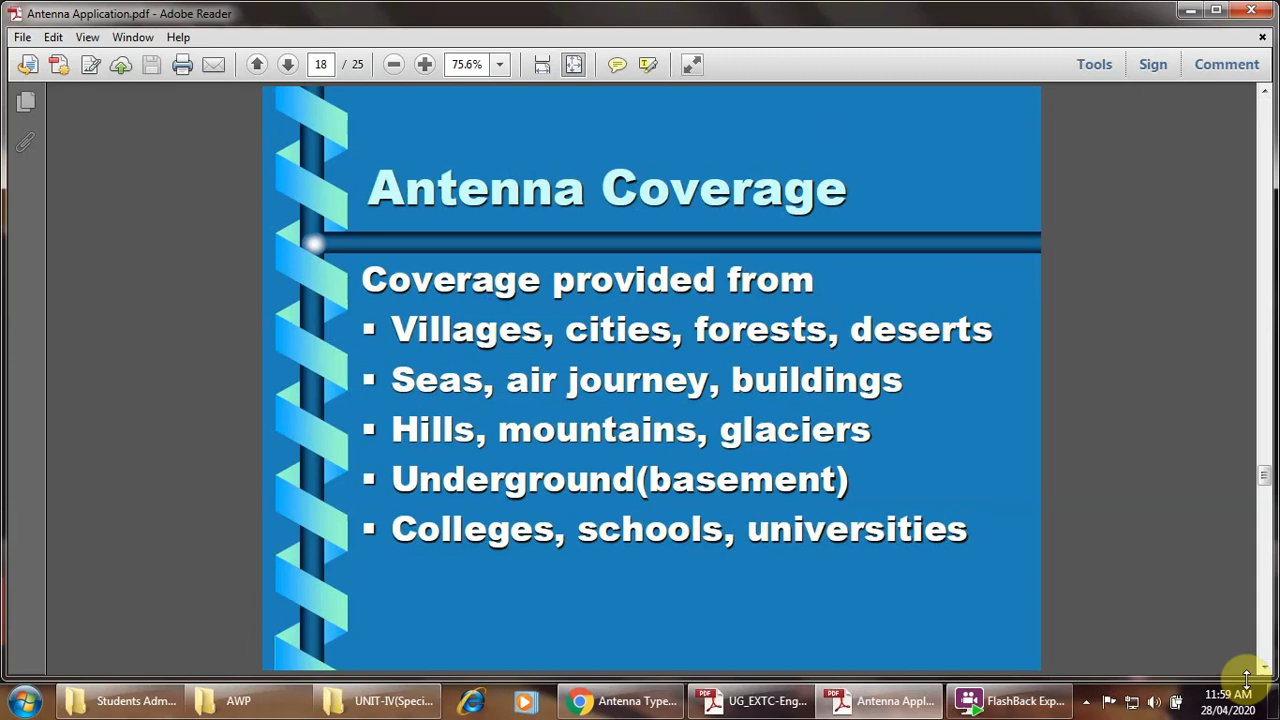 Antenna Application.pdf - Adobe Reader
File Edit View Window Help
18 / 25 75.6% Tools Sign Comment
Antenna Coverage
Coverage provided from
▪ Villages, cities, forests, deserts
▪ Seas, air journey, buildings
▪ Hills, mountains, glaciers
▪ Underground(basement)
▪ Colleges, schools, universities
Students Adm... AWP UNIT-IV(Speci... Antenna Type... UG_EXTC-Eng... Antenna Appl... FlashBack Exp...
11:59 AM
28/04/2020